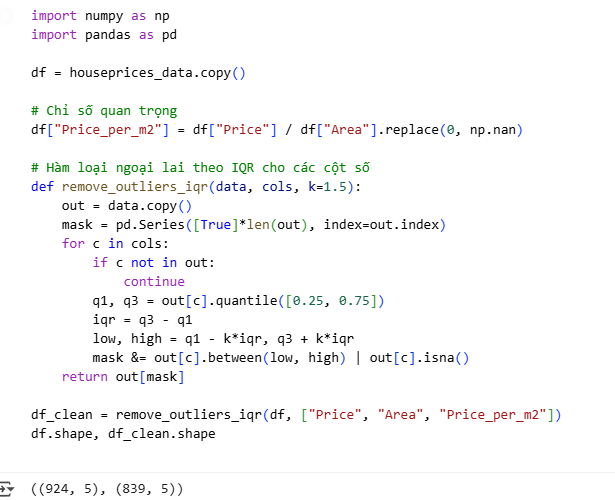 import numpy as np
import pandas as pd
df = houseprices_data.copy()
# Chỉ số quan trọng
df["Price_per_m2"] = df["Price"] / df["Area"].replace(0, np.nan)
# Hàm loại ngoại lai theo IQR cho các cột số
def remove_outliers_iqr(data, cols, k=1.5):
    out = data.copy()
    mask = pd.Series([True]*len(out), index=out.index)
    for c in cols:
        if c not in out:
            continue
        q1, q3 = out[c].quantile([0.25, 0.75])
        iqr = q3 - q1
        low, high = q1 - k*iqr, q3 + k*iqr
        mask &= out[c].between(low, high) | out[c].isna()
    return out[mask]
df_clean = remove_outliers_iqr(df, ["Price", "Area", "Price_per_m2"])
df.shape, df_clean.shape
((924, 5), (839, 5))